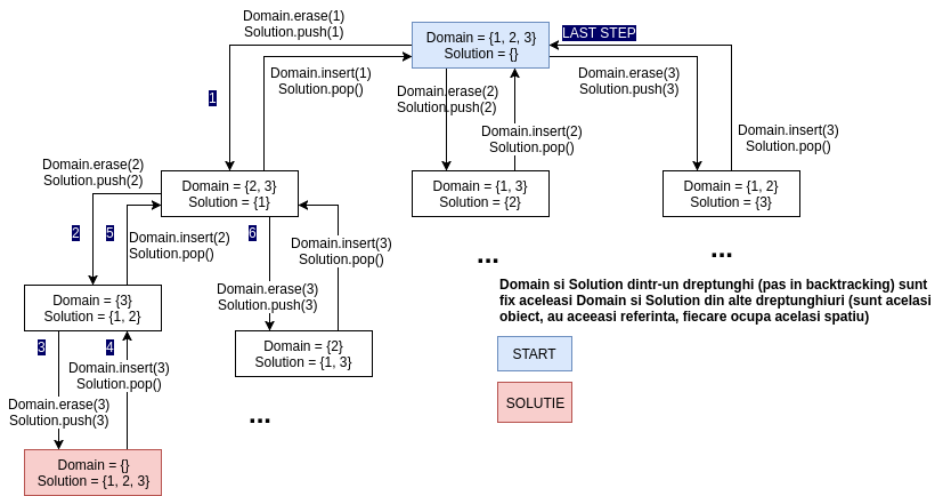 Domain.erase(1)
Solution.push(1)
Domain = {1, 2, 3}
Solution = {}
LAST STEP
Domain.insert(1)
Solution.pop()
Domain.erase(2)
Solution.push(2)
Domain.erase(3)
Solution.push(3)
1
Domain.insert(2)
Solution.pop()
Domain.insert(3)
Solution.pop()
Domain.erase(2)
Solution.push(2)
Domain = {2, 3}
Solution = {1}
Domain = {1, 3}
Solution = {2}
Domain = {1, 2}
Solution = {3}
2
5
Domain.insert(2)
Solution.pop()
6
Domain.insert(3)
Solution.pop()
...
...
Domain = {3}
Solution = {1, 2}
Domain.erase(3)
Solution.push(3)
Domain si Solution dintr-un dreptunghi (pas in backtracking) sunt
fix aceleasi Domain si Solution din alte dreptunghiuri (sunt acelasi
obiect, au aceeasi referinta, fiecare ocupa acelasi spatiu)
3
4
Domain.insert(3)
Solution.pop()
Domain = {2}
Solution = {1, 3}
START
Domain.erase(3)
Solution.push(3)
...
SOLUTIE
Domain = {}
Solution = {1, 2, 3}